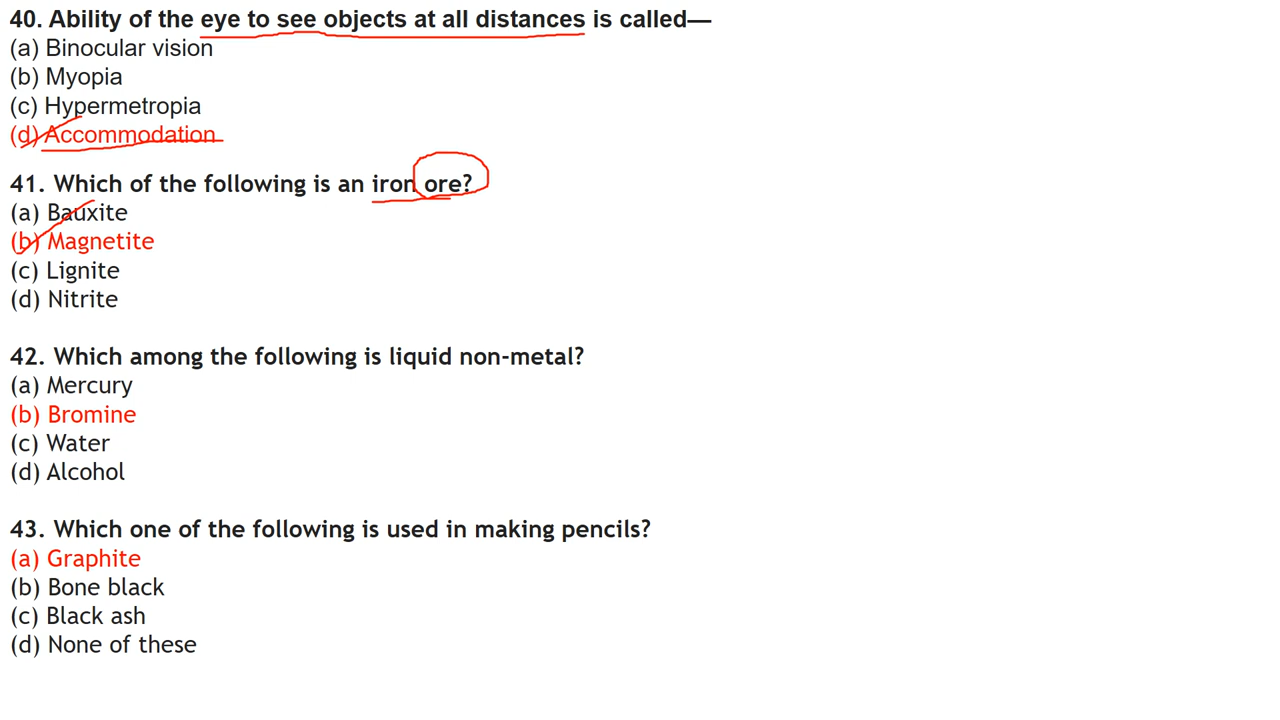 40. Ability of the eye to see objects at all distances is called—
(a) Binocular vision
(b) Myopia
(c) Hypermetropia
(d) Accommodation
41. Which of the following is an iron ore?
(a) Bauxite
(b) Magnetite
(c) Lignite
(d) Nitrite
42. Which among the following is liquid non-metal?
(a) Mercury
(b) Bromine
(c) Water
(d) Alcohol
43. Which one of the following is used in making pencils?
(a) Graphite
(b) Bone black
(c) Black ash
(d) None of these